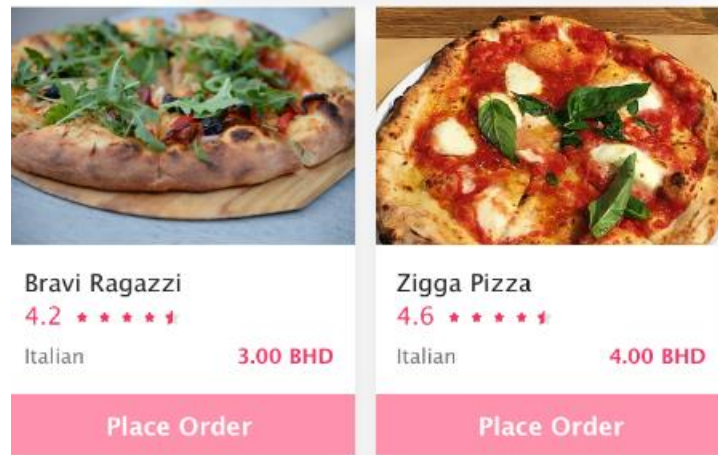 Bravi Ragazzi
4.2
Italian 3.00 BHD
Place Order
Zigga Pizza
4.6
Italian 4.00 BHD
Place Order